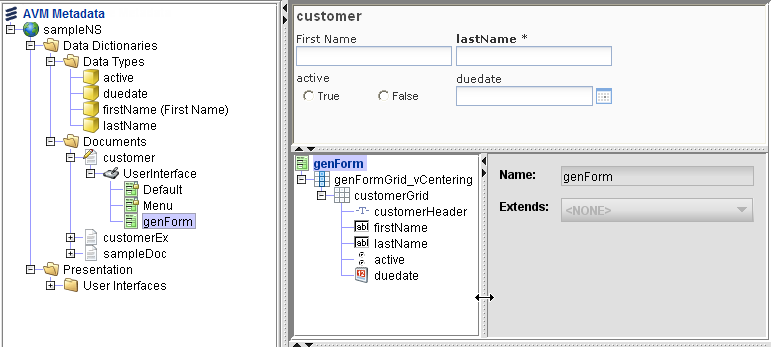 AVM Metadata
sampleNS
Data Dictionaries
Data Types
active
duedate
firstName (First Name)
lastName
Documents
customer
UserInterface
Default
Menu
genForm
customerEx
sampleDoc
Presentation
User Interfaces
customer
First Name lastName *
active duedate
True False
genForm
genFormGrid_vCentering
customerGrid
customerHeader
firstName
lastName
active
duedate
Name: genForm
Extends: <NONE>